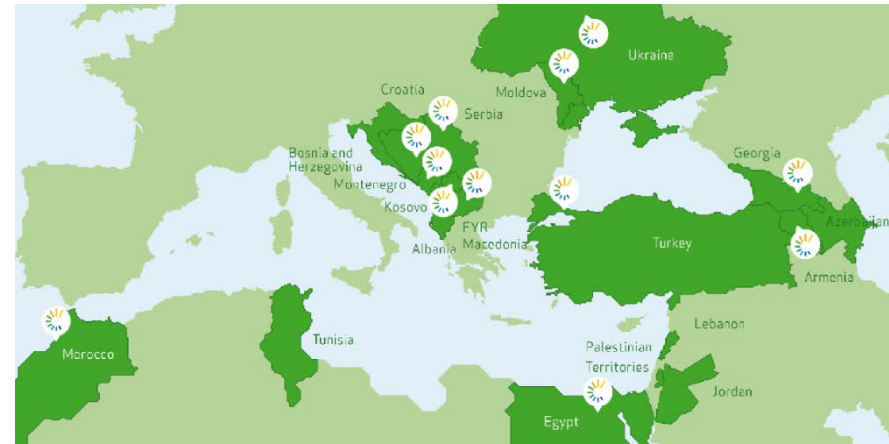 Ukraine
Moldova
Croatia
Serbia
Bosnia and
Herzegovina
Montenegro
Kosovo
FYR
Macedonia
Albania
Georgia
Azerbaijan
Turkey
Armenia
Lebanon
Palestinian
Territories
Tunisia
Morocco
Jordan
Egypt